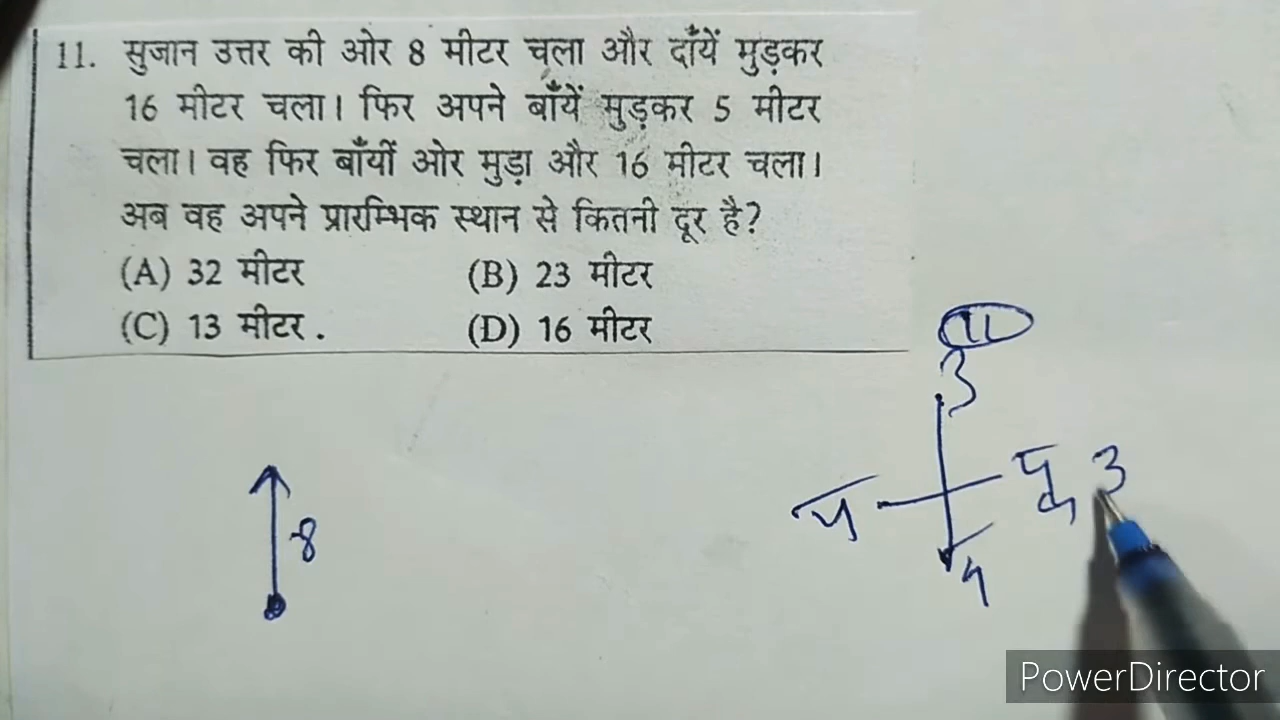 11. सुजान उत्तर की ओर 8 मीटर चला और दाँयें मुड़कर
16 मीटर चला। फिर अपने बाँयें मुड़कर 5 मीटर
चला। वह फिर बाँयीं ओर मुड़ा और 16 मीटर चला।
अब वह अपने प्रारम्भिक स्थान से कितनी दूर है?
(A) 32 मीटर (B) 23 मीटर
(C) 13 मीटर . (D) 16 मीटर
11
8
PowerDirector